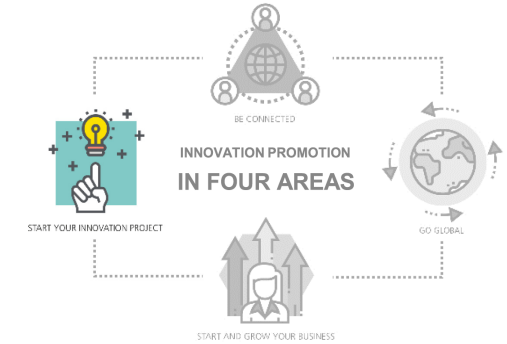 BE CONNECTED
INNOVATION PROMOTION
IN FOUR AREAS
START YOUR INNOVATION PROJECT
GO GLOBAL
START AND GROW YOUR BUSINESS